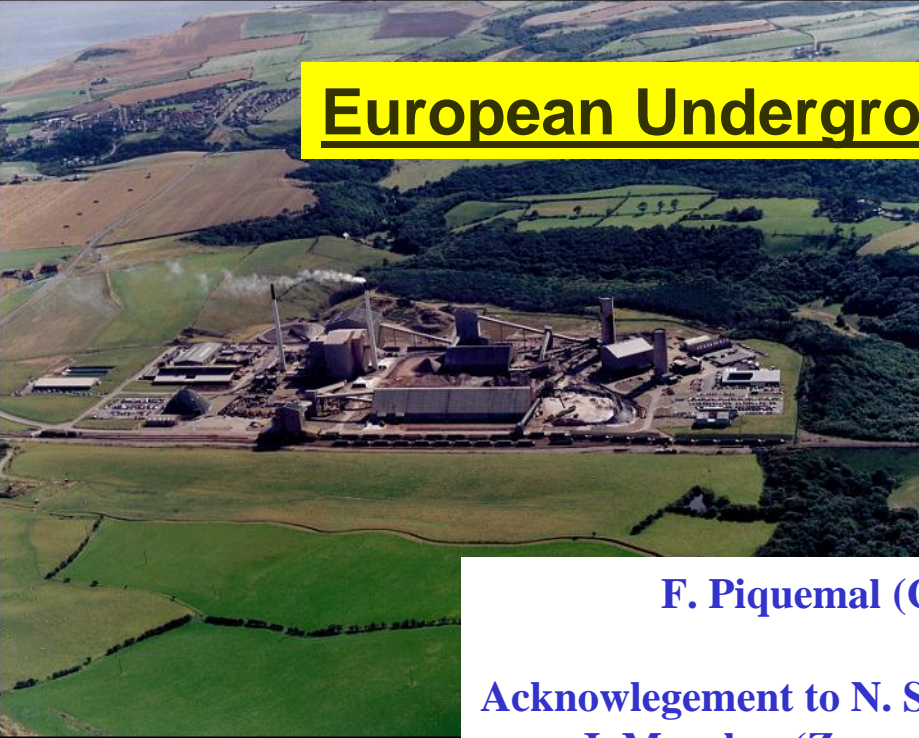 European Undergro
F. Piquemal (
Acknowlegement to N. S